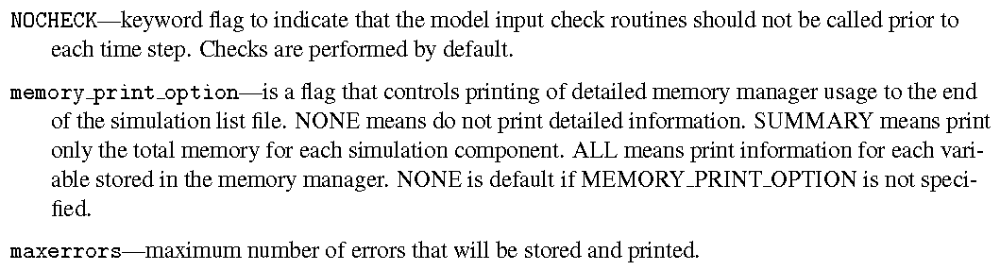 NOCHECK—keyword flag to indicate that the model input check routines should not be called prior to
each time step. Checks are performed by default.
memory_print_option—is a flag that controls printing of detailed memory manager usage to the end
of the simulation list file. NONE means do not print detailed information. SUMMARY means print
only the total memory for each simulation component. ALL means print information for each vari-
able stored in the memory manager. NONE is default if MEMORY_PRINT_OPTION is not speci-
fied.
maxerrors—maximum number of errors that will be stored and printed.